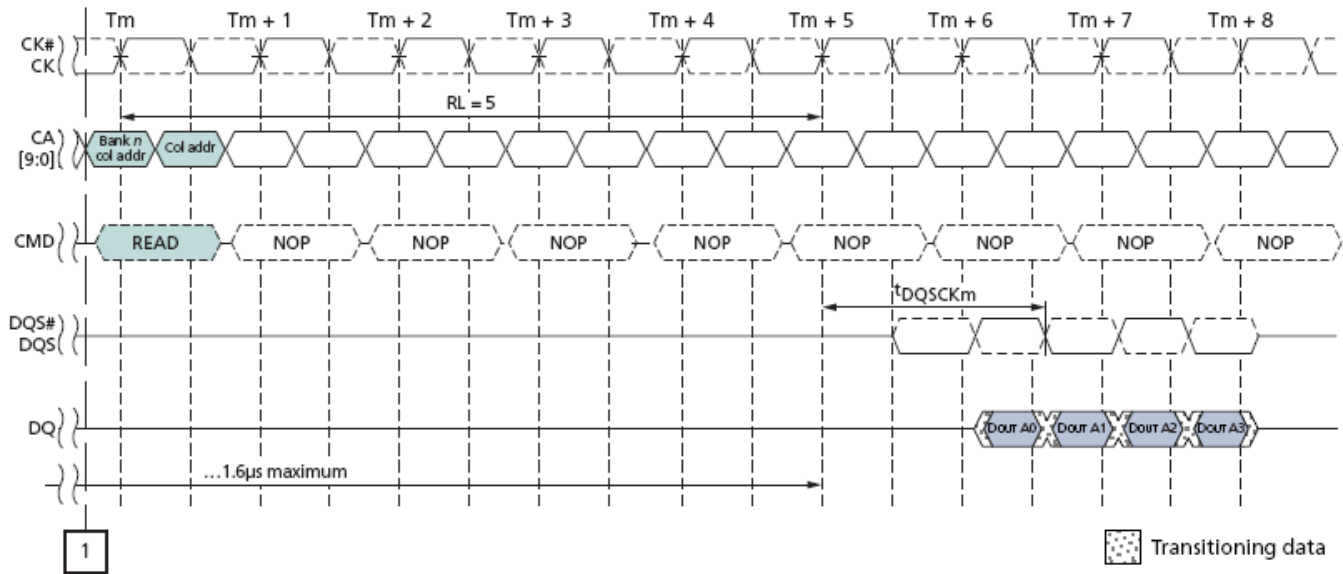 Tm Tm + 1 Tm + 2 Tm + 3 Tm + 4 Tm + 5 Tm + 6 Tm + 7 Tm + 8
CK#
CK
RL = 5
CA
[9:0]
Bank n
col addr
Col addr
CMD READ NOP NOP NOP NOP NOP NOP NOP NOP
tDQSCKm
DQS#
DQS
DQ DOUT A0 DOUT A1 DOUT A2 DOUT A3
...1.6µs maximum
1
Transitioning data